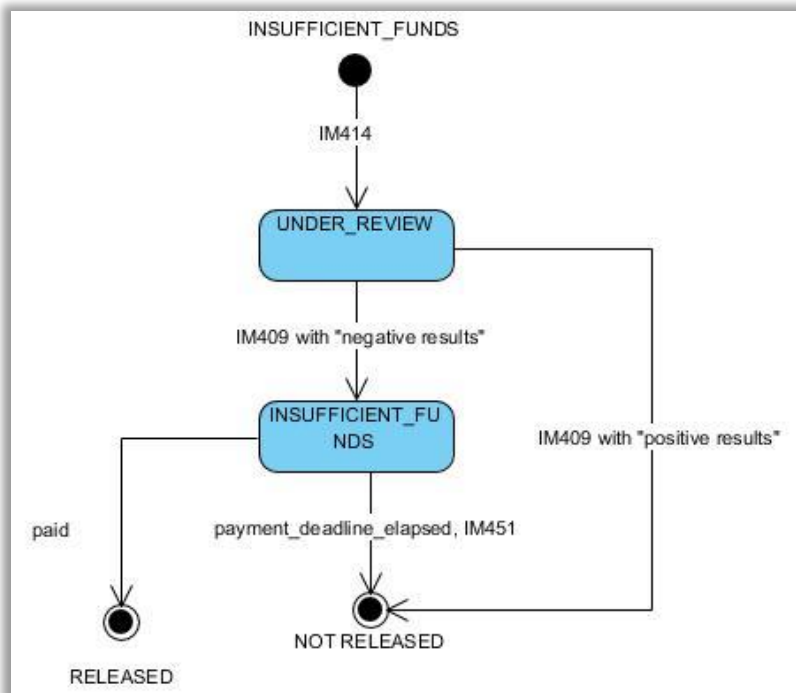 INSUFFICIENT_FUNDS
IM414
UNDER_REVIEW
IM409 with "negative results"
INSUFFICIENT_FU
NDS
IM409 with "positive results"
paid
payment_deadline_elapsed, IM451
NOT RELEASED
RELEASED